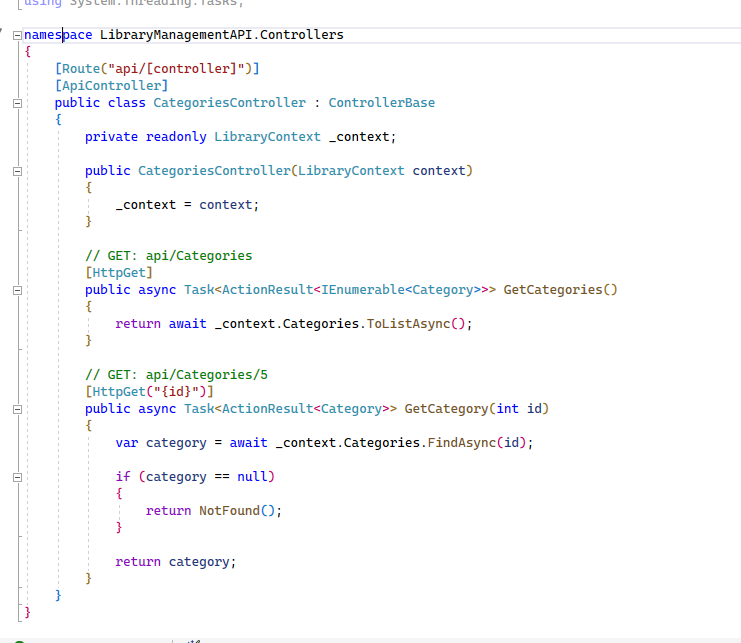 using System.Threading.Tasks;
namespace LibraryManagementAPI.Controllers
{
[Route("api/[controller]")]
[ApiController]
public class CategoriesController : ControllerBase
{
private readonly LibraryContext _context;
public CategoriesController(LibraryContext context)
{
_context = context;
}
// GET: api/Categories
[HttpGet]
public async Task<ActionResult<IEnumerable<Category>>> GetCategories()
{
return await _context.Categories.ToListAsync();
}
// GET: api/Categories/5
[HttpGet("{id}")]
public async Task<ActionResult<Category>> GetCategory(int id)
{
var category = await _context.Categories.FindAsync(id);
if (category == null)
{
return NotFound();
}
return category;
}
}
}